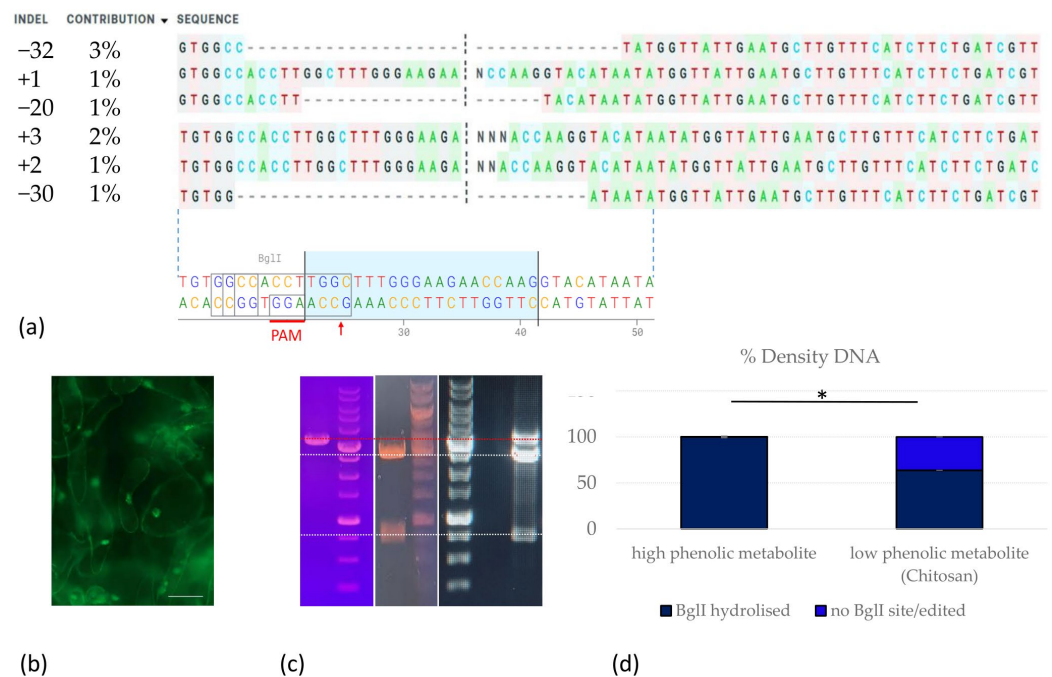 INDEL CONTRIBUTION SEQUENCE
−32 3% GTGGCC------------------- -------------TATGGTTATTGAATGCTTGTTTCATCTTCTGATCGTT
+1 1% GTGGCCACCTTGGCTTTGGGAAGAA NCCAAGGTACATAATATGGTTATTGAATGCTTGTTTCATCTTCTGATCGT
−20 1% GTGGCCACCTT-------------- ------TACATAATATGGTTATTGAATGCTTGTTTCATCTTCTGATCGTT
+3 2% TGTGGCCACCTTGGCTTTGGGAAGA NNNACCAAGGTACATAATATGGTTATTGAATGCTTGTTTCATCTTCTGAT
+2 1% TGTGGCCACCTTGGCTTTGGGAAGA NNACCAAGGTACATAATATGGTTATTGAATGCTTGTTTCATCTTCTGATC
−30 1% TGTGG-------------------- ----------ATAATATGGTTATTGAATGCTTGTTTCATCTTCTGATCGT
BglI
TGTGGCCACCTTGGCTTTGGGAAGAACCAAGGTACATAATA
ACACCGGTGGAACCGAAACCCTTCTTGGTTCCATGTATTAT
PAM 30 40 50
(a)
% Density DNA
*
100
50
0
high phenolic metabolite low phenolic metabolite
(Chitosan)
BglI hydrolised no BglI site/edited
(b) (c) (d)